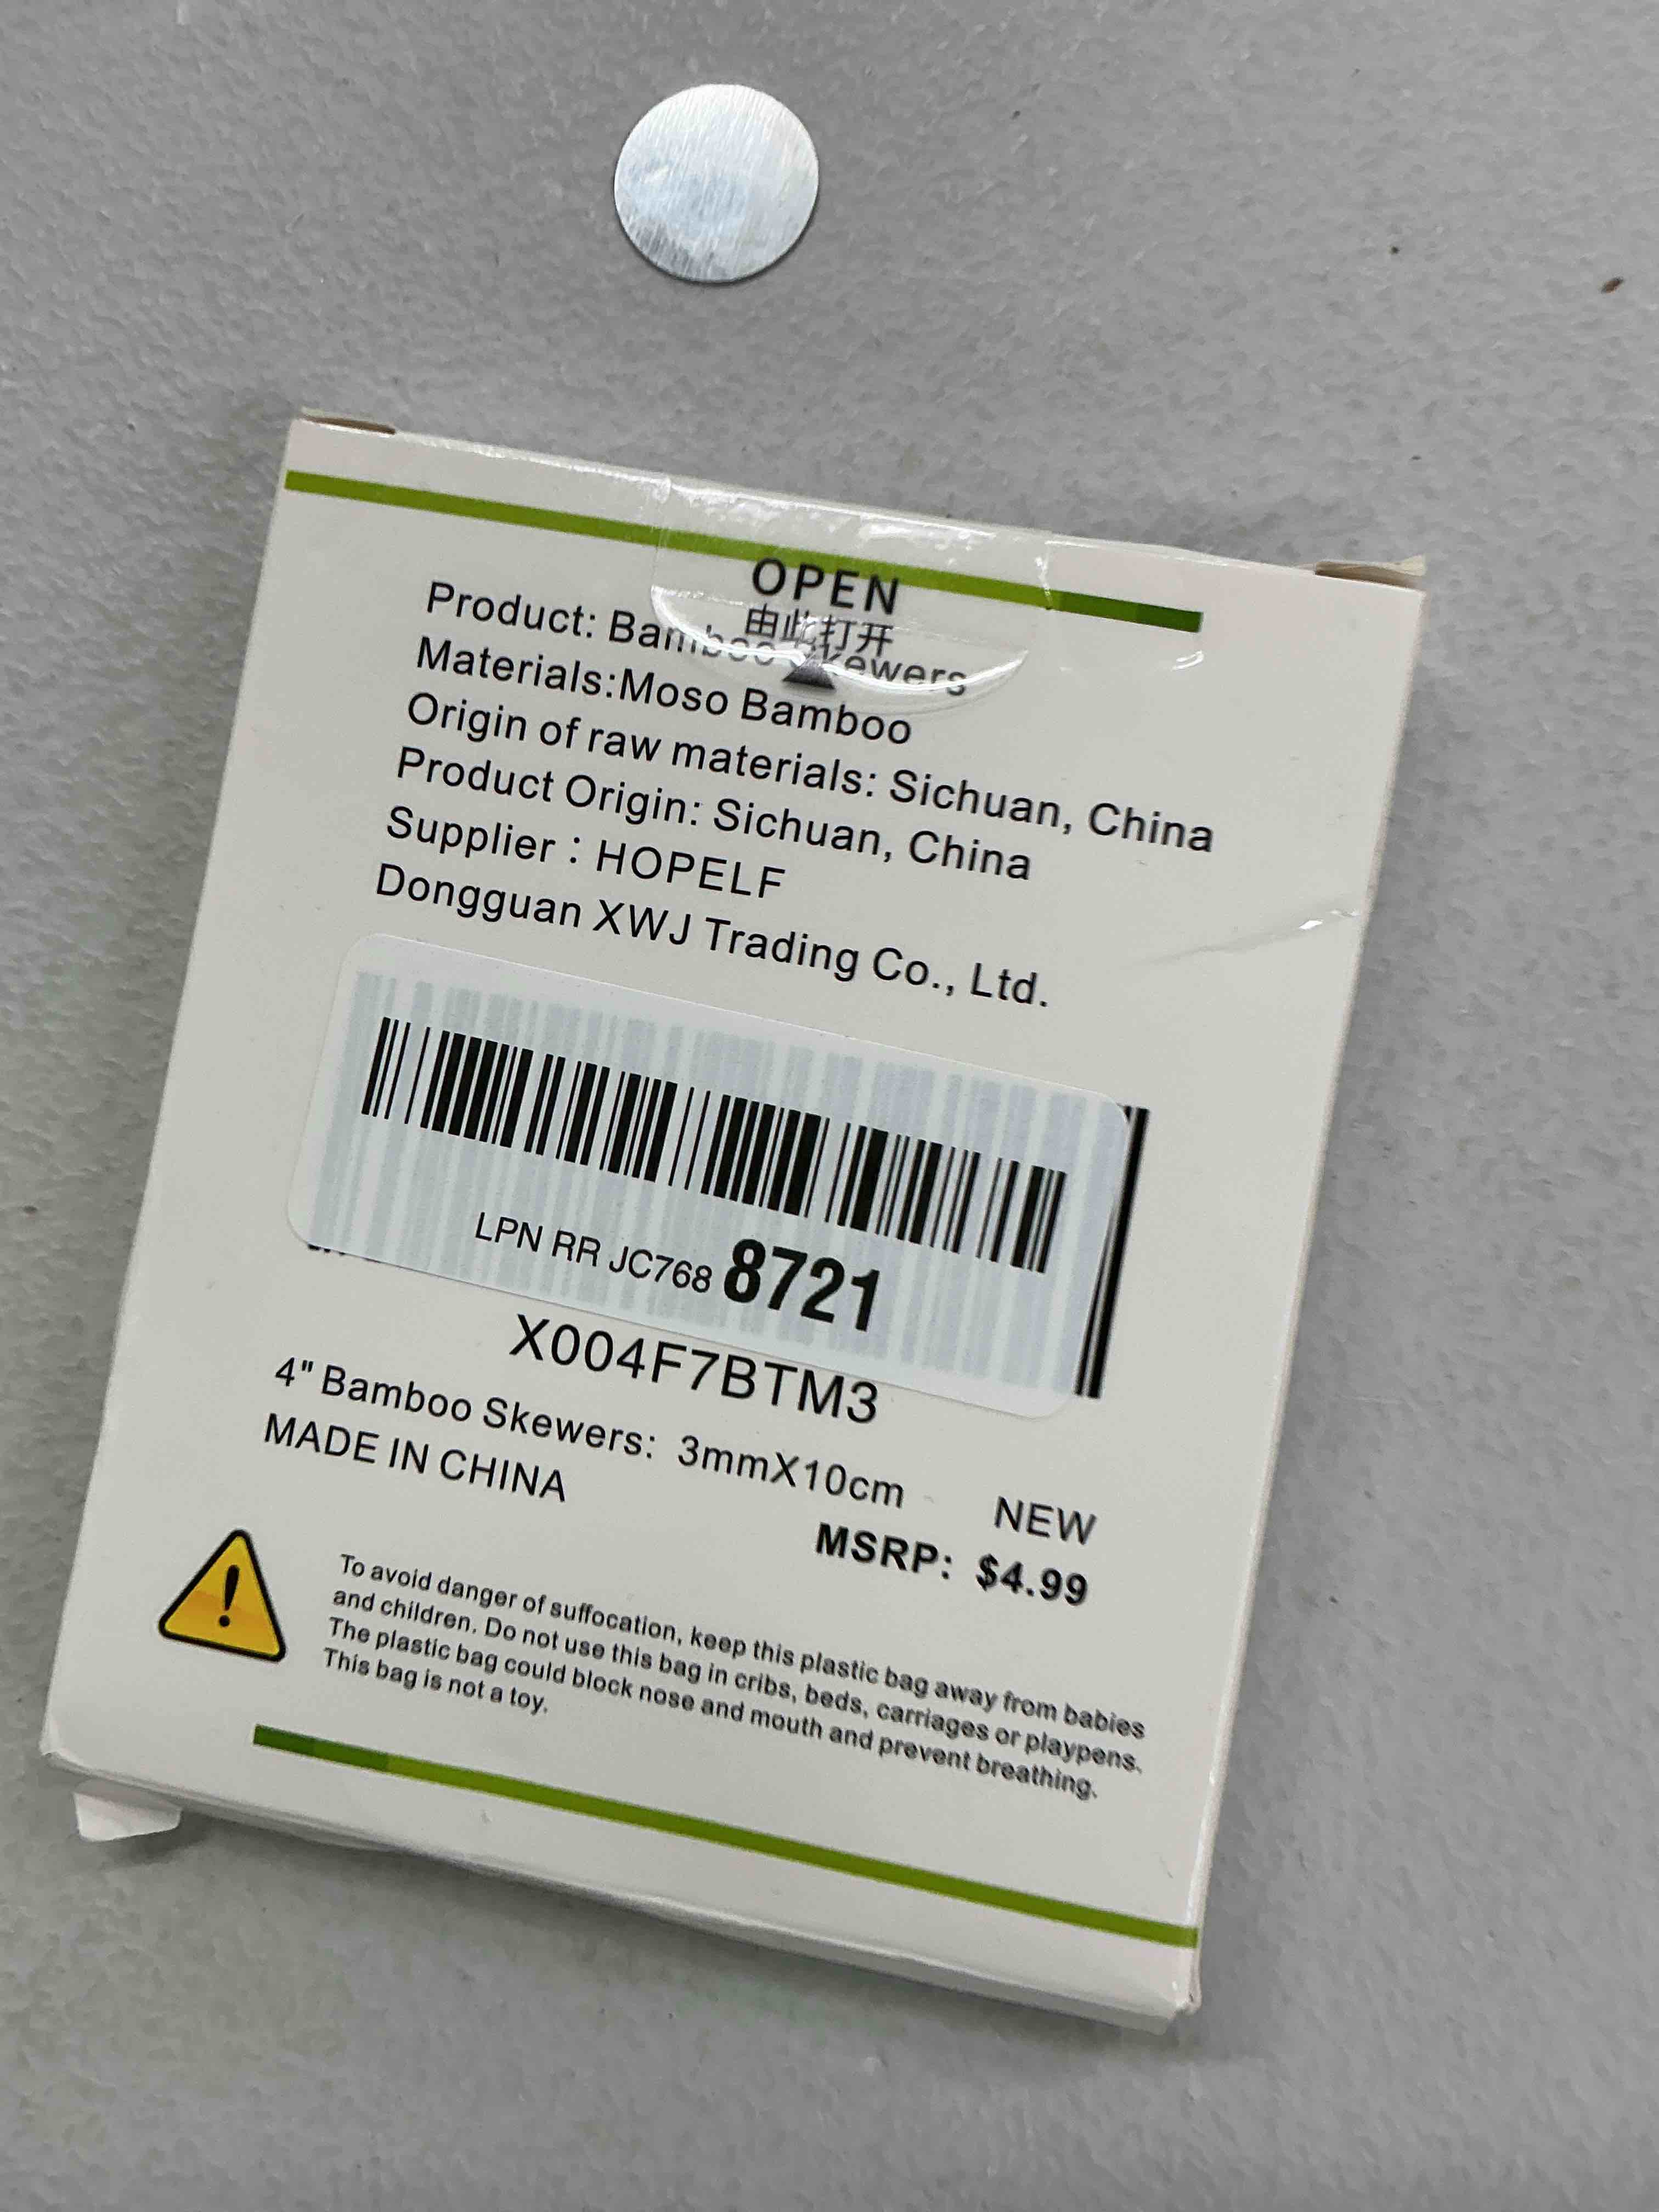 OPEN
由此打开
Product: Bamboo Skewers
Materials:Moso Bamboo
Origin of raw materials: Sichuan, China
Product Origin: Sichuan, China
Supplier : HOPELF
Dongguan XWJ Trading Co., Ltd.
LPN RR JC768 8721
X004F7BTM3
4" Bamboo Skewers: 3mmX10cm
NEW
MADE IN CHINA
MSRP: $4.99
To avoid danger of suffocation, keep this plastic bag away from babies
and children. Do not use this bag in cribs, beds, carriages or playpens.
The plastic bag could block nose and mouth and prevent breathing.
This bag is not a toy.